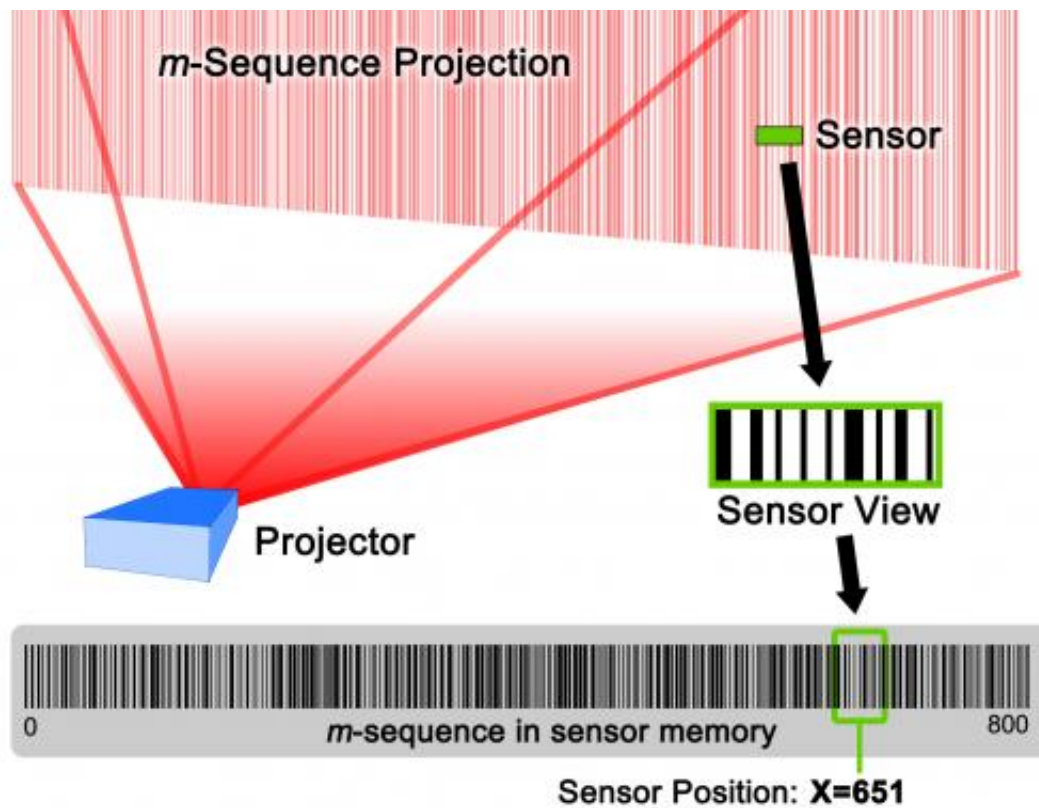 m-Sequence Projection
Sensor
Sensor View
Projector
0
800
m-sequence in sensor memory
Sensor Position: X=651